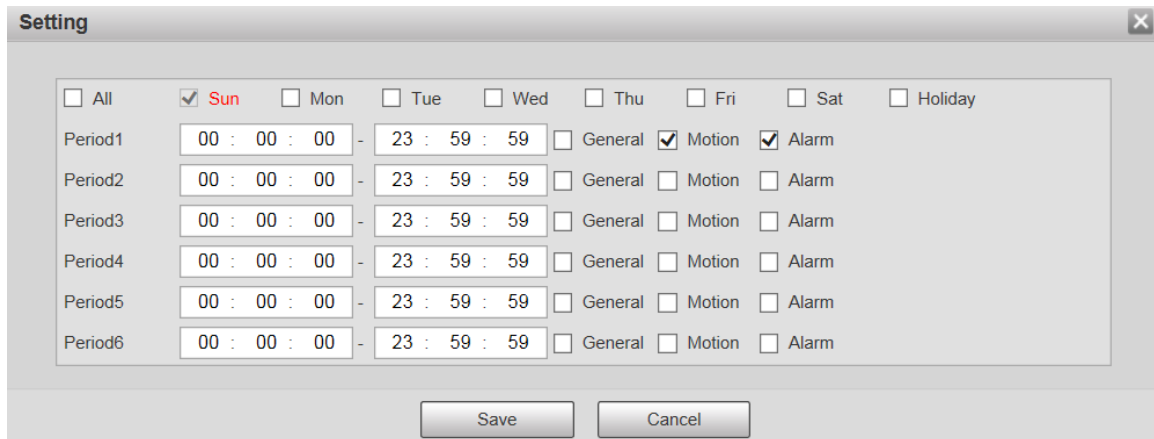 Setting
All Sun Mon Tue Wed Thu Fri Sat Holiday
Period1 00 : 00 : 00 - 23 : 59 : 59 General Motion Alarm
Period2 00 : 00 : 00 - 23 : 59 : 59 General Motion Alarm
Period3 00 : 00 : 00 - 23 : 59 : 59 General Motion Alarm
Period4 00 : 00 : 00 - 23 : 59 : 59 General Motion Alarm
Period5 00 : 00 : 00 - 23 : 59 : 59 General Motion Alarm
Period6 00 : 00 : 00 - 23 : 59 : 59 General Motion Alarm
Save Cancel